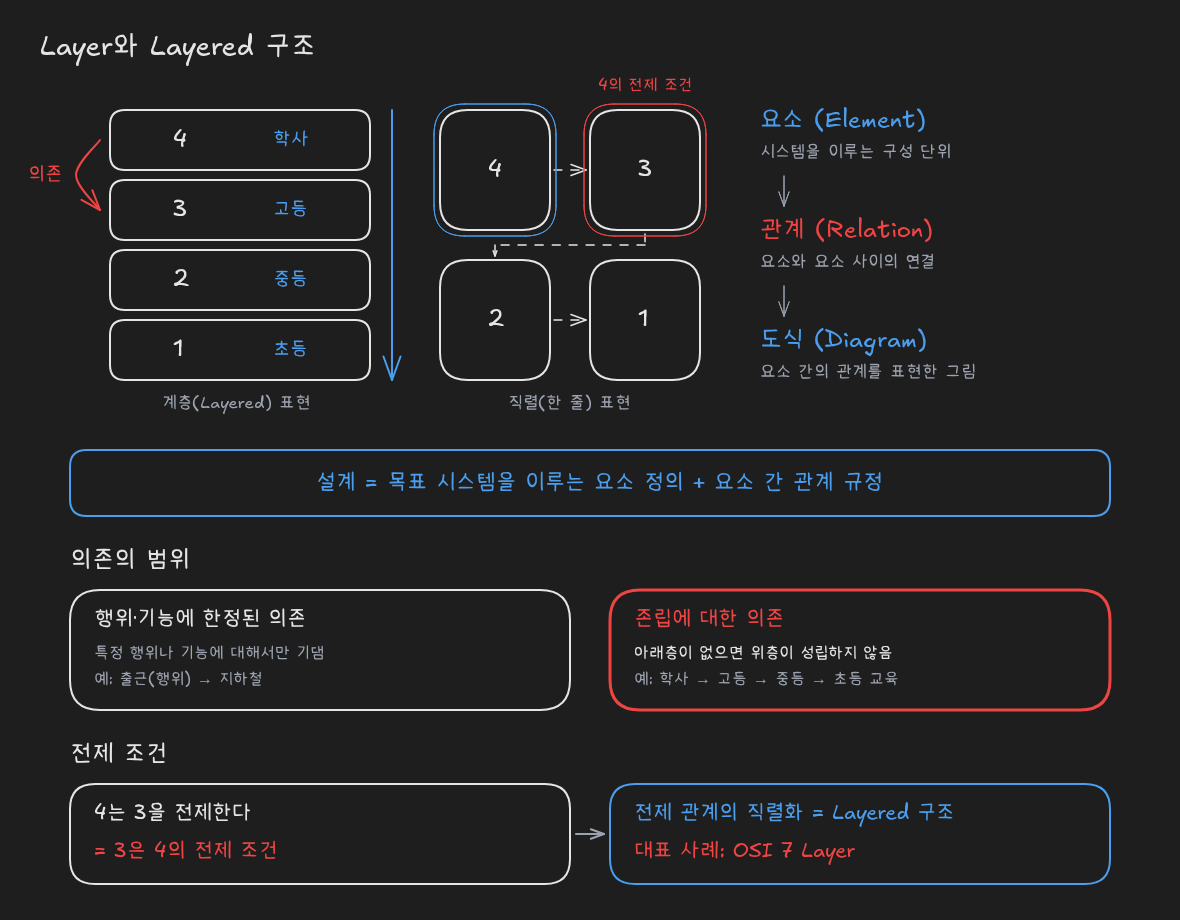 Layer와 Layered 구조
4의 전제 조건
4 학사
의존
3 고등
2 중등
1 초등
계층(Layered) 표현
4
3
2
1
직렬(한 줄) 표현
요소 (Element)
시스템을 이루는 구성 단위
관계 (Relation)
요소와 요소 사이의 연결
도식 (Diagram)
요소 간의 관계를 표현한 그림
설계 = 목표 시스템을 이루는 요소 정의 + 요소 간 관계 규정
의존의 범위
행위·기능에 한정된 의존
특정 행위나 기능에 대해서만 기댐
예: 출근(행위) → 지하철
존립에 대한 의존
아래층이 없으면 위층이 성립하지 않음
예: 학사 → 고등 → 중등 → 초등 교육
전제 조건
4는 3을 전제한다
= 3은 4의 전제 조건
전제 관계의 직렬화 = Layered 구조
대표 사례: OSI 7 Layer